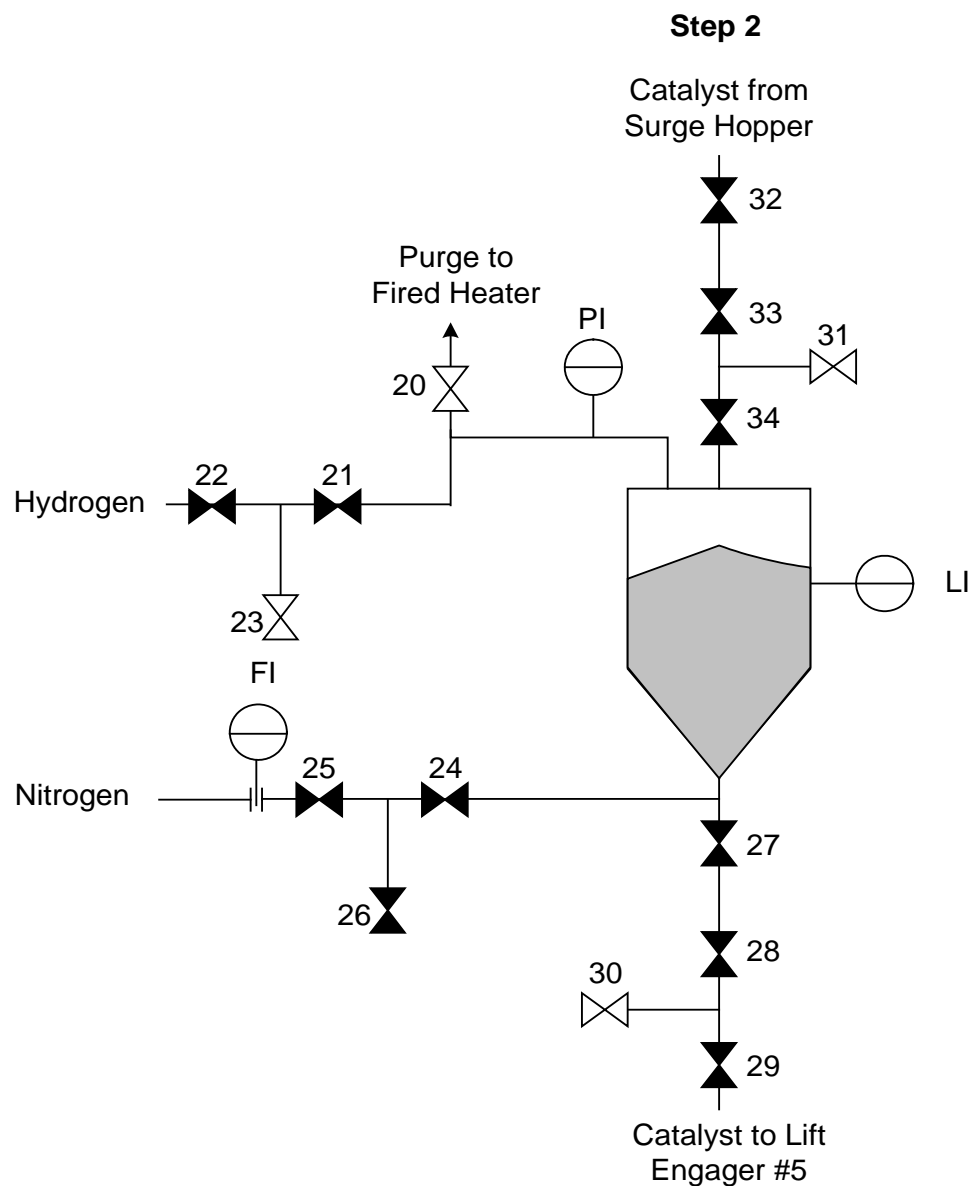 Step 2
Catalyst from
Surge Hopper
32
Purge to
Fired Heater
PI
33
31
20
34
22
21
Hydrogen
LI
23
FI
25
24
Nitrogen
27
26
28
30
29
Catalyst to Lift
Engager #5